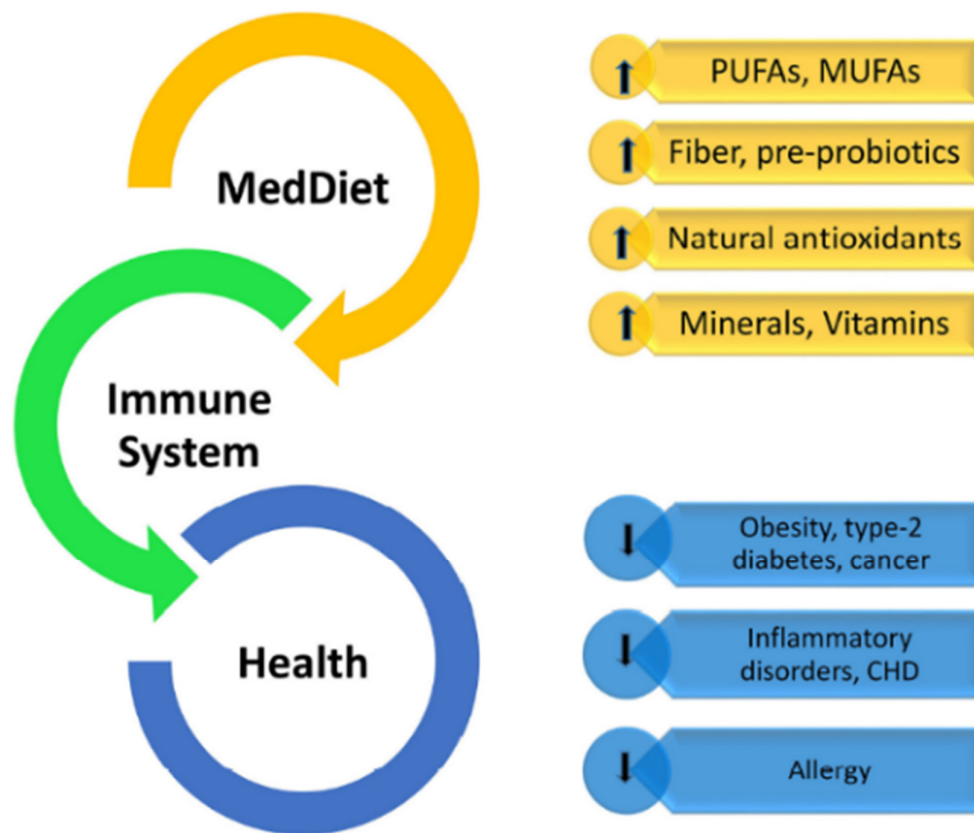 MedDiet
PUFAs, MUFAs
Fiber, pre-probiotics
Natural antioxidants
Minerals, Vitamins
Immune
System
Health
Obesity, type-2
diabetes, cancer
Inflammatory
disorders, CHD
Allergy